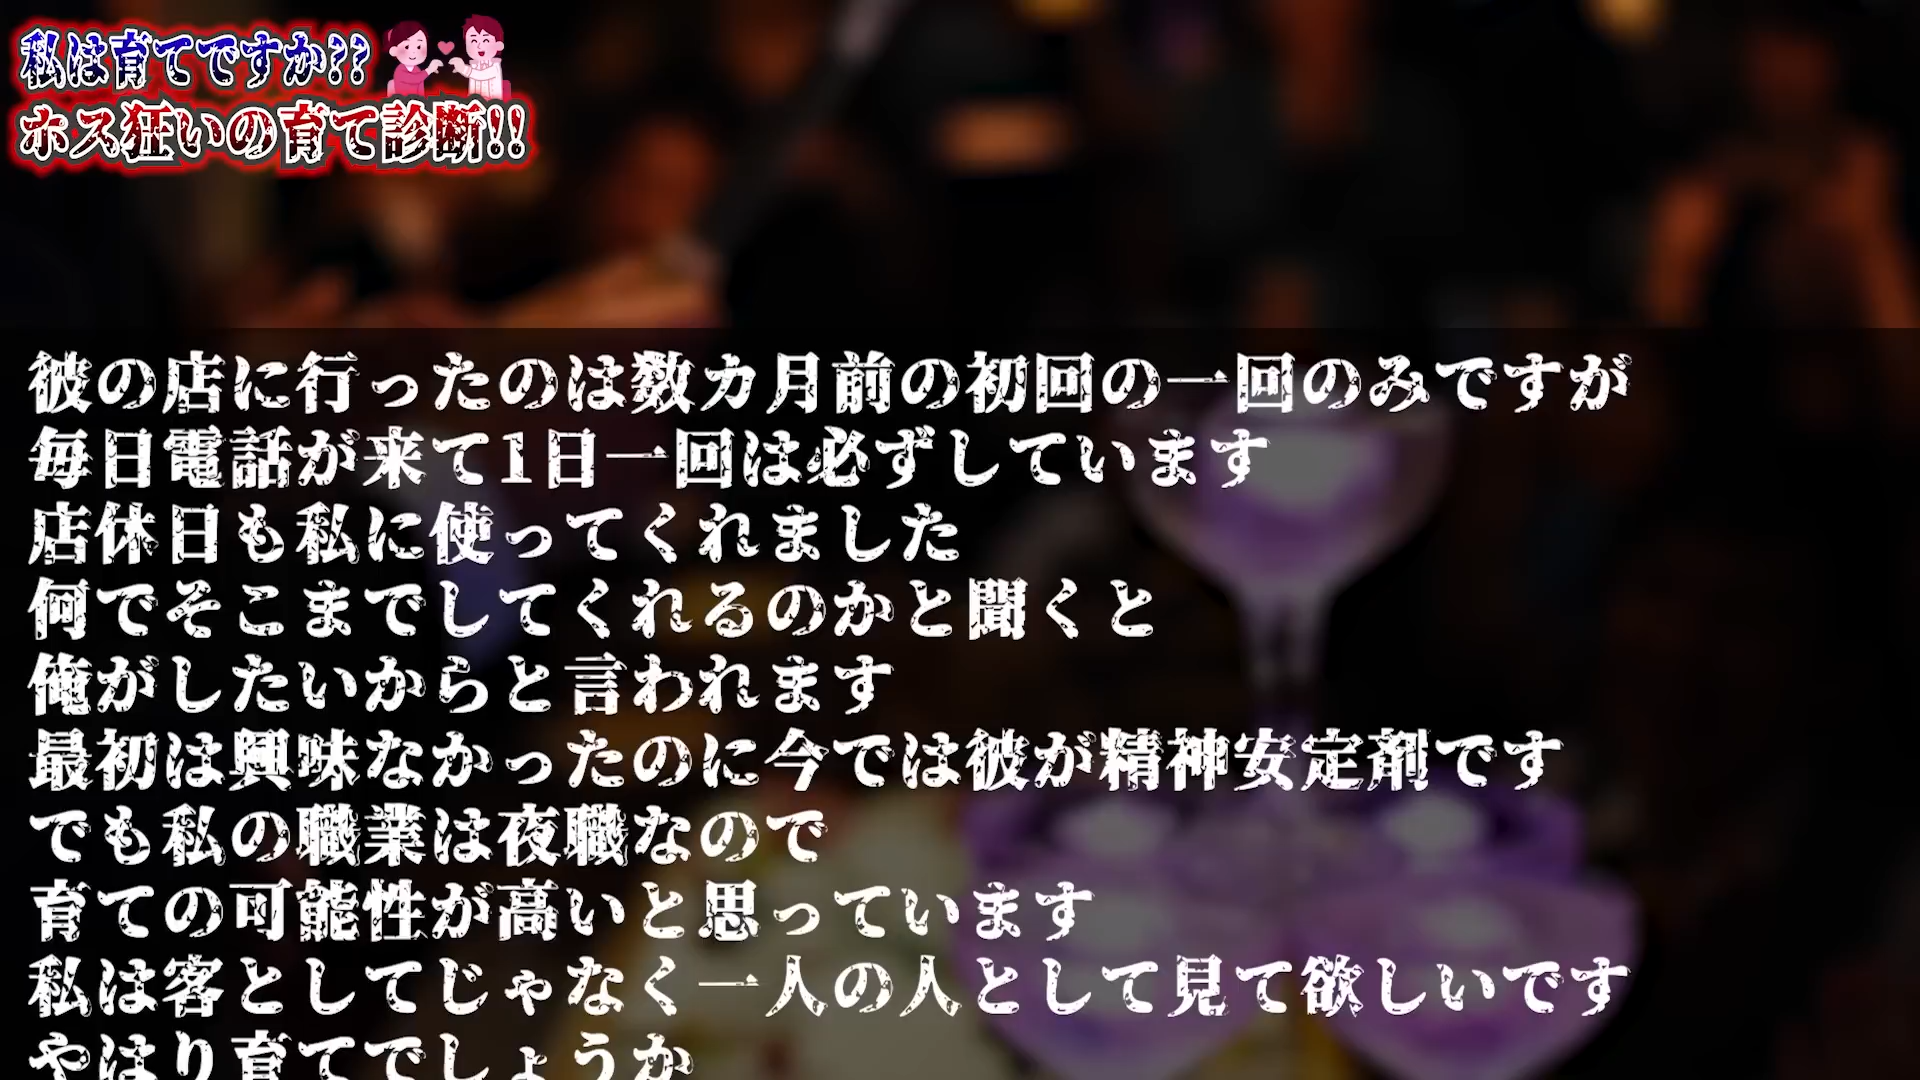 私は育てですか??
ホス狂いの育て診断!!
彼の店に行ったのは数カ月前の初回の一回のみですが
毎日電話が来て1日一回は必ずしています
店休日も私に使ってくれました
何でそこまでしてくれるのかと聞くと
俺がしたいからと言われます
最初は興味なかったのに今では彼が精神安定剤です
でも私の職業は夜職なので
育ての可能性が高いと思っています
私は客としてじゃなく一人の人として見て欲しいです
やはり育てでしょうか